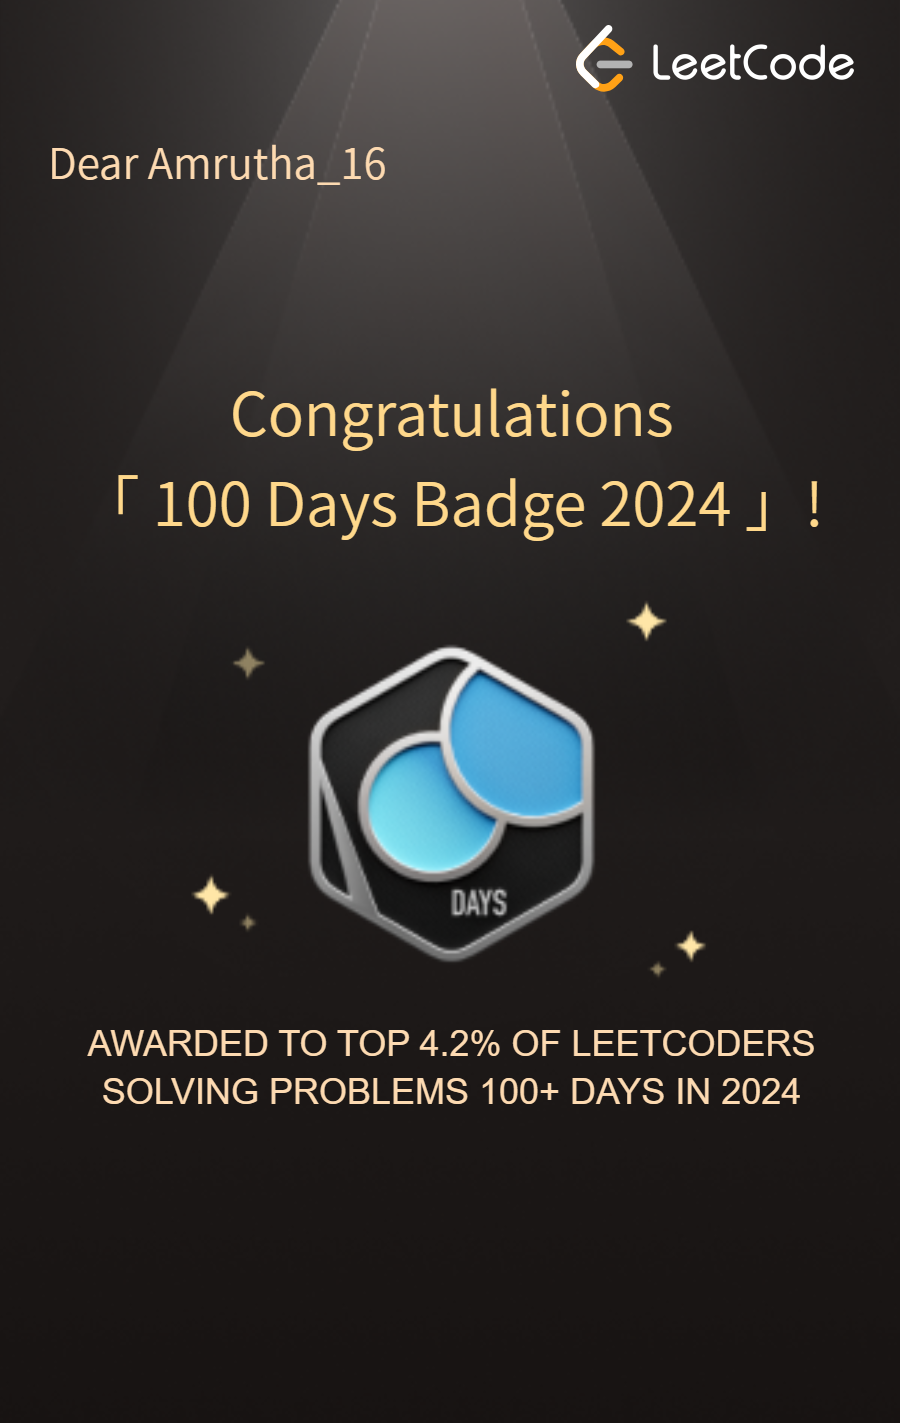 LeetCode
Dear Amrutha_16
Congratulations
「 100 Days Badge 2024 」!
DAYS
AWARDED TO TOP 4.2% OF LEETCODERS
SOLVING PROBLEMS 100+ DAYS IN 2024